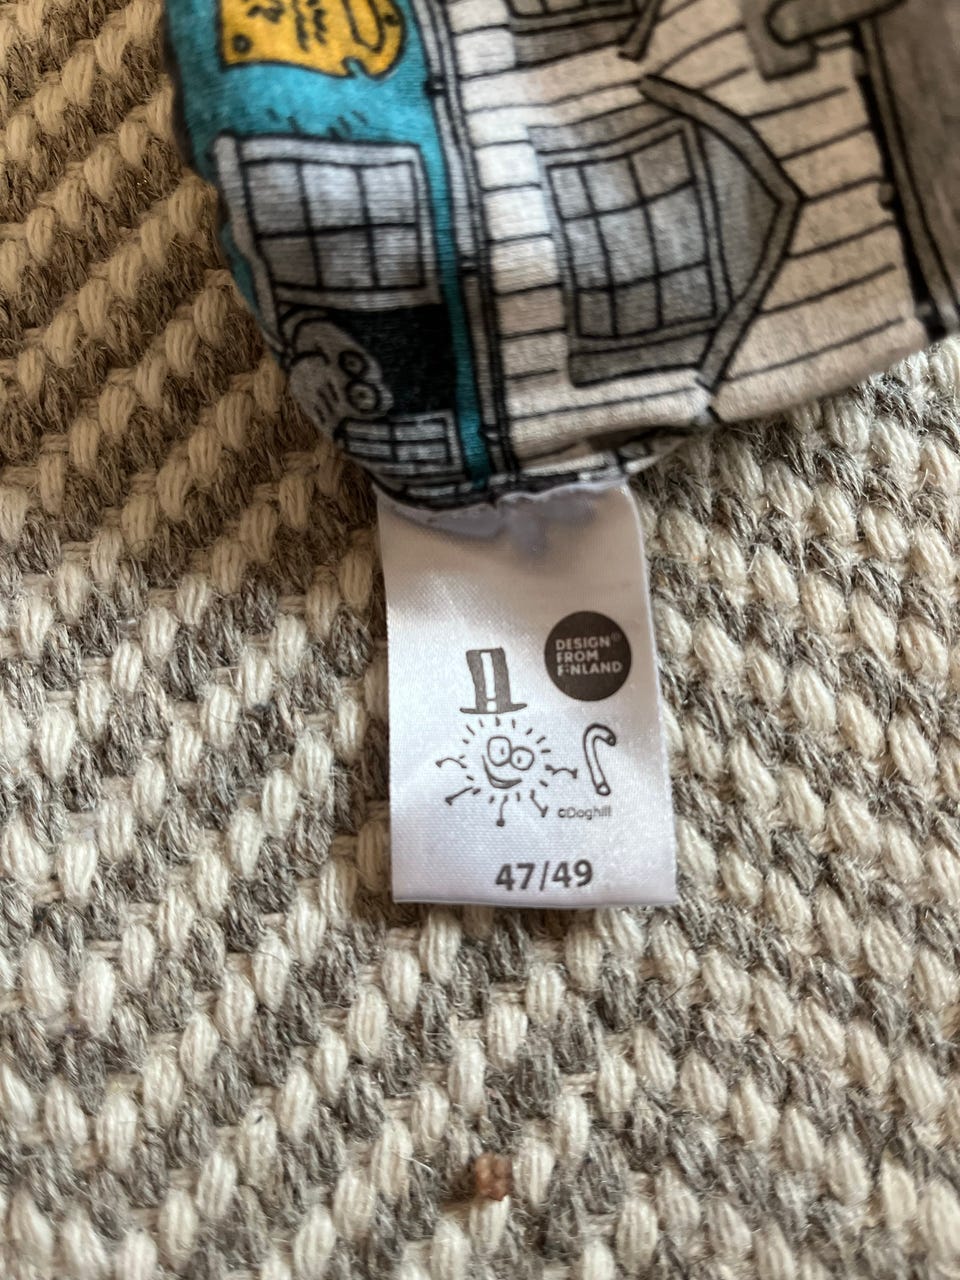 DESIGN®
FROM
FINLAND
©Doghill
47/49